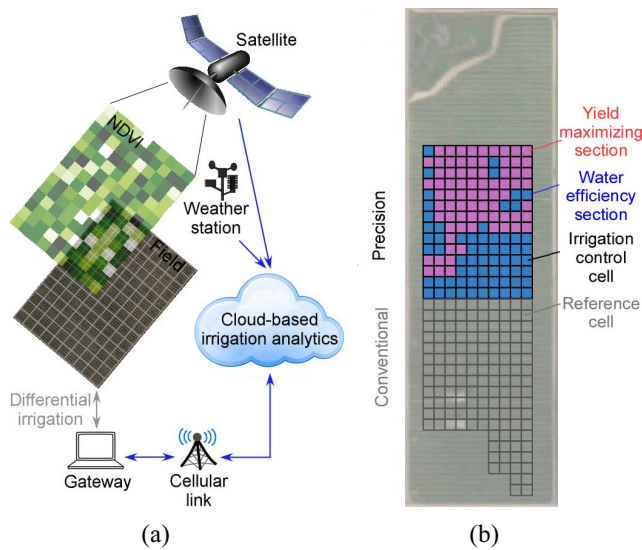 Satellite
NDVI
Weather
station
Field
Cloud-based
irrigation analytics
Differential
irrigation
Gateway
Cellular
link
(a)
Precision
Conventional
Yield
maximizing
section
Water
efficiency
section
Irrigation
control
cell
Reference
cell
(b)